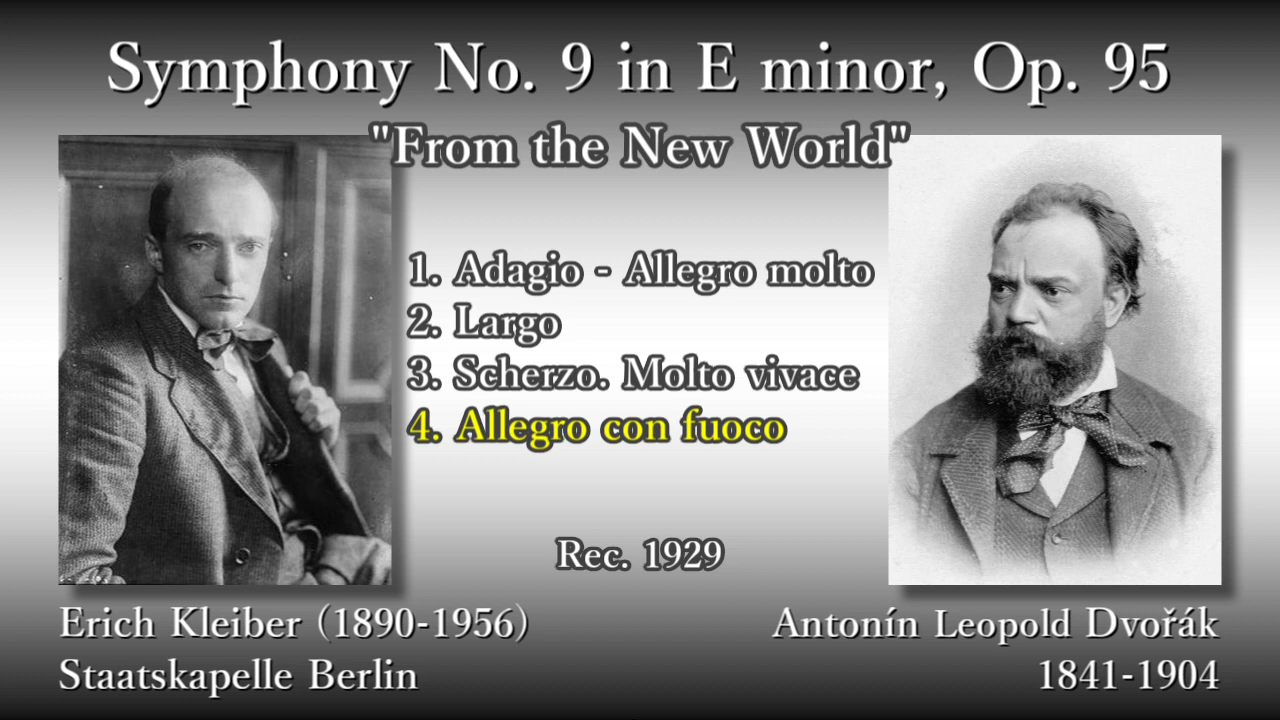 Symphony No. 9 in E minor, Op. 95
"From the New World"
1. Adagio - Allegro molto
2. Largo
3. Scherzo. Molto vivace
4. Allegro con fuoco
Rec. 1929
Erich Kleiber (1890-1956)
Staatskapelle Berlin
Antonín Leopold Dvořák
1841-1904